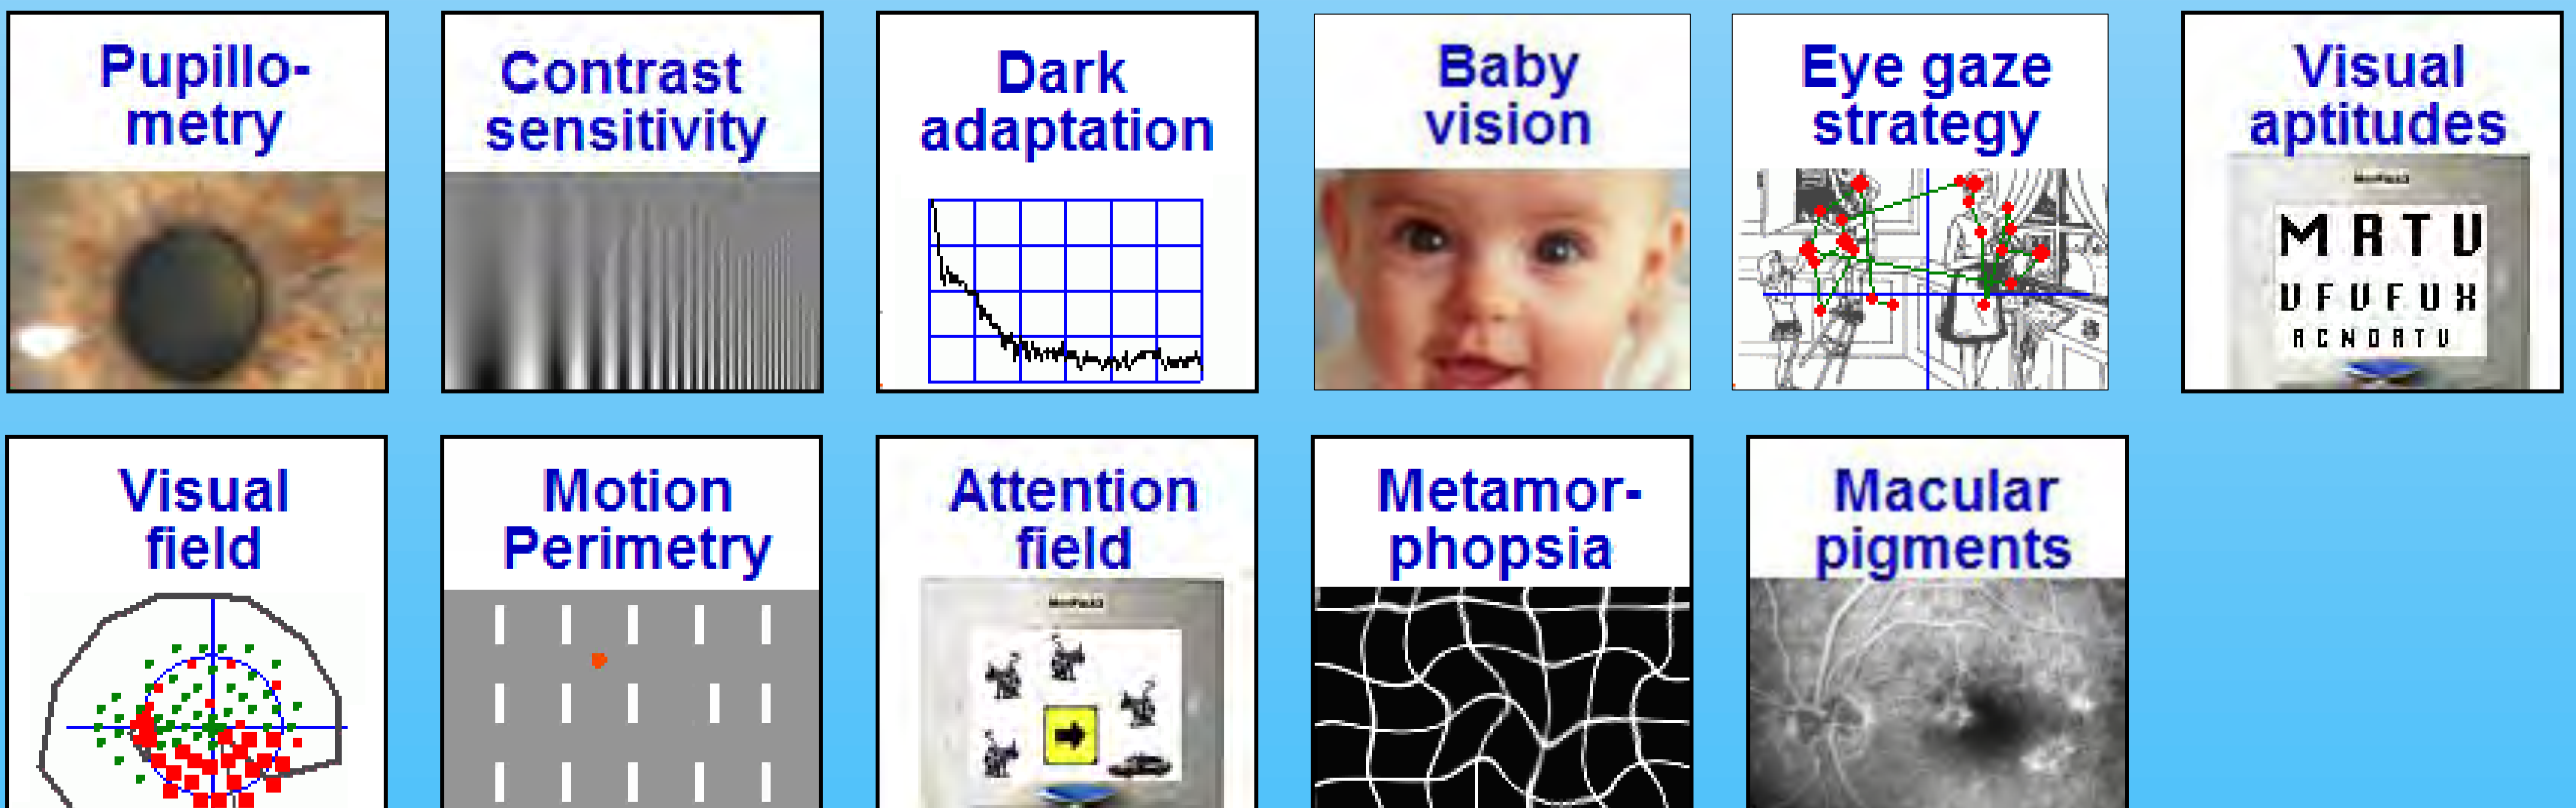 Pupillo-
metry
Contrast
sensitivity
Dark
adaptation
Baby
vision
Eye gaze
strategy
Visual
aptitudes
M R T V
V F V F U X
A C N O R T V
Visual
field
Motion
Perimetry
Attention
field
Metamor-
phopsia
Macular
pigments